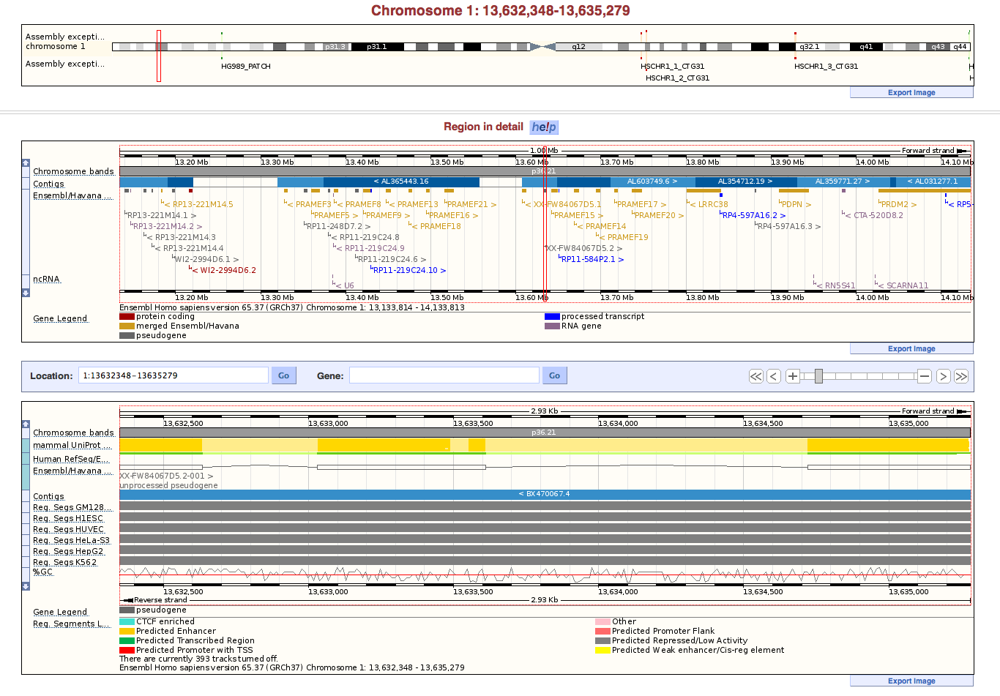 Chromosome 1: 13,632,348-13,635,279
Assembly excepti...
chromosome 1 p31.3 p31.1 q12 q32.1 q41 q43 q44
Assembly excepti... HG989_PATCH HSCHR1_1_CTG31 HSCHR1_3_CTG31 H
HSCHR1_2_CTG31 H
Export Image
Region in detail help
1.00 Mb Forward strand
13.20 Mb 13.30 Mb 13.40 Mb 13.50 Mb 13.60 Mb 13.70 Mb 13.80 Mb 13.90 Mb 14.00 Mb 14.10 Mb
Chromosome bands p36.21
Contigs < AL365443.16 AL603749.6 > AL354712.19 > AL359771.27 > < AL031277.1
Ensembl/Havana ...
< RP13-221M14.5 < PRAMEF3 < PRAMEF8 < PRAMEF13 PRAMEF21 > < XX-FW84067D5.1 PRAMEF17 > < LRRC38 PDPN > PRDM2 > < RP5-
RP13-221M14.1 > PRAMEF5 > PRAMEF9 > PRAMEF16 > PRAMEF15 > PRAMEF20 > RP4-597A16.2 > < CTA-520D8.2
RP13-221M14.2 > RP11-248D7.2 > < PRAMEF18 < PRAMEF14 RP4-597A16.3 >
< RP13-221M14.3 < RP11-219C24.8 < PRAMEF19
< RP13-221M14.4 < RP11-219C24.9 XX-FW84067D5.2 >
WI2-2994D6.1 > RP11-219C24.6 > RP11-584P2.1 >
< WI2-2994D6.2 RP11-219C24.10 >
ncRNA < U6 < RN5S41 < SCARNA11
13.20 Mb 13.30 Mb 13.40 Mb 13.50 Mb 13.60 Mb 13.70 Mb 13.80 Mb 13.90 Mb 14.00 Mb 14.10 Mb
Ensembl Homo sapiens version 65.37 (GRCh37) Chromosome 1: 13,133,814 - 14,133,813
Gene Legend protein coding processed transcript
merged Ensembl/Havana RNA gene
pseudogene
Export Image
Location: 1:13632348-13635279 Go Gene: Go
2.93 Kb Forward strand
13,632,500 13,633,000 13,633,500 13,634,000 13,634,500 13,635,000
Chromosome bands p36.21
mammal UniProt ...
Human RefSeq/E...
Ensembl/Havana ...
XX-FW84067D5.2-001 >
unprocessed pseudogene
Contigs < BX470067.4
Reg. Segs GM128...
Reg. Segs H1ESC
Reg. Segs HUVEC
Reg. Segs HeLa-S3
Reg. Segs HepG2
Reg. Segs K562
%GC
13,632,500 13,633,000 13,633,500 13,634,000 13,634,500 13,635,000
Reverse strand 2.93 Kb
Gene Legend pseudogene
Reg. Segments L... CTCF enriched Other
Predicted Enhancer Predicted Promoter Flank
Predicted Transcribed Region Predicted Repressed/Low Activity
Predicted Promoter with TSS Predicted Weak enhancer/Cis-reg element
There are currently 393 tracks turned off.
Ensembl Homo sapiens version 65.37 (GRCh37) Chromosome 1: 13,632,348 - 13,635,279
Export Image